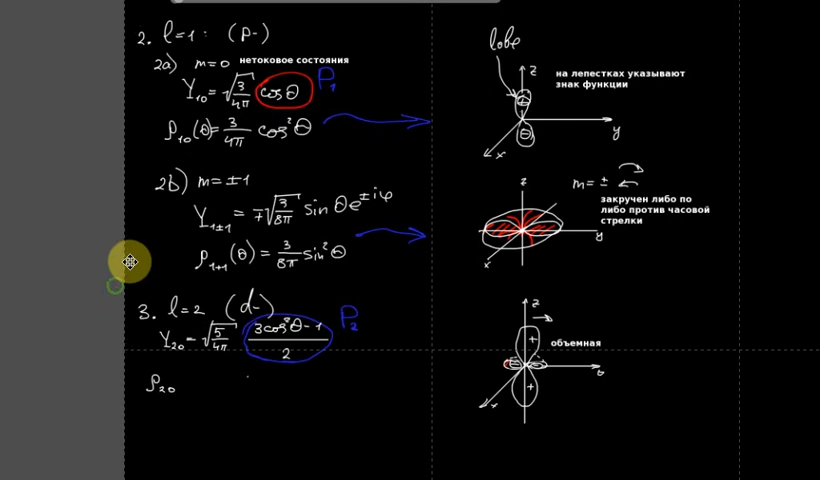 2. l=1: (p-)
2a) m=0 нетоковое состояния
Y₁₀=√(3/4π) cosΘ P₁
ρ₁₀(θ)=3/4π cos²Θ
2b) m=±1
Y₁±₁=∓√(3/8π) sinΘe^±iφ
ρ₁±₁(θ)=3/8π sin²Θ
3. l=2 (d-)
Y₂₀=√(5/4π) (3cos²Θ-1)/2 P₂
ρ₂₀
lobe
z
на лепестках указывают
знак функции
+
-
y
x
m=±
z
закручен либо по
либо против часовой
стрелки
y
x
z
+
объемная
+
x